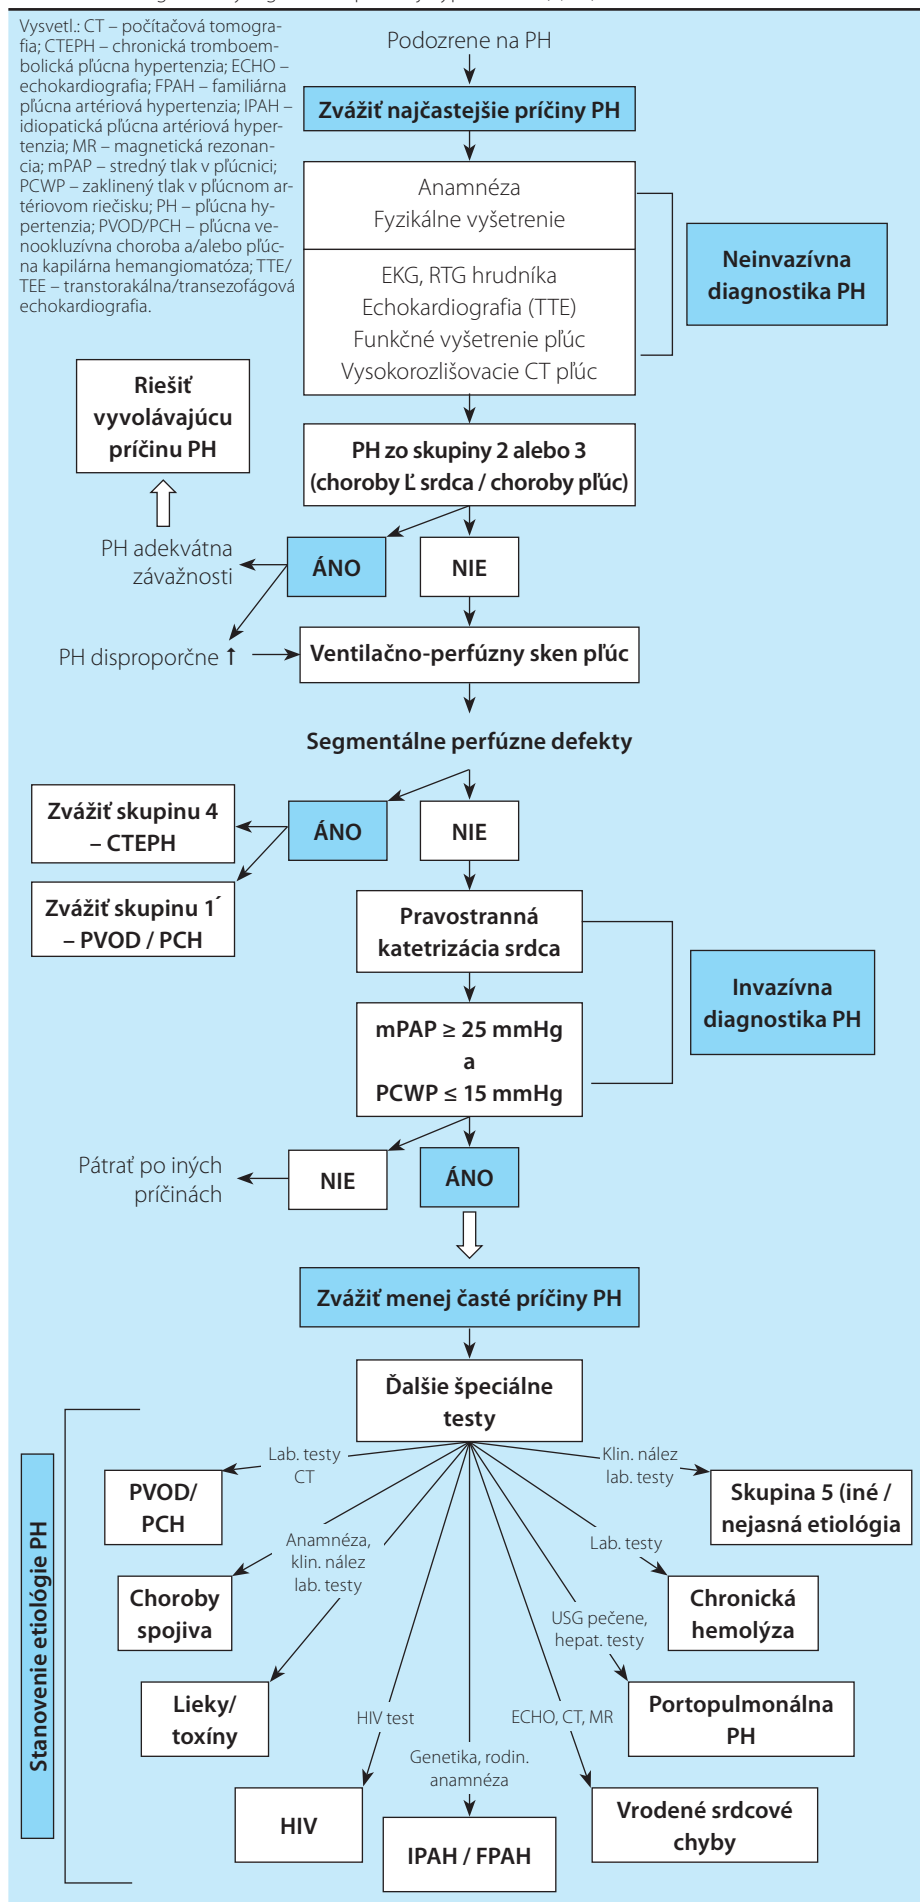 Vysvetl.: CT – počítačová tomogra-
fia; CTEPH – chronická tromboem-
bolická pľúcna hypertenzia; ECHO –
echokardiografia; FPAH – familiárna
pľúcna artériová hypertenzia; IPAH –
idiopatická pľúcna artériová hyper-
tenzia; MR – magnetická rezonan-
cia; mPAP – stredný tlak v pľúcnici;
PCWP – zaklinený tlak v pľúcnom ar-
tériovom riečisku; PH – pľúcna hy-
pertenzia; PVOD/PCH – pľúcna ve-
nookluzívna choroba a/alebo pľúc-
na kapilárna hemangiomatóza; TTE/
TEE – transtorakálna/transezofágová
echokardiografia.
Podozrene na PH
Zvážiť najčastejšie príčiny PH
Anamnéza
Fyzikálne vyšetrenie
EKG, RTG hrudníka
Echokardiografia (TTE)
Funkčné vyšetrenie pľúc
Vysokorozlišovacie CT pľúc
Neinvazívna
diagnostika PH
Riešiť
vyvolávajúcu
príčinu PH
PH zo skupiny 2 alebo 3
(choroby Ľ srdca / choroby pľúc)
PH adekvátna
závažnosti
ÁNO
NIE
PH disproporčne ↑
Ventilačno-perfúzny sken pľúc
Segmentálne perfúzne defekty
Zvážiť skupinu 4
– CTEPH
ÁNO
NIE
Zvážiť skupinu 1´
– PVOD / PCH
Pravostranná
katetrizácia srdca
Invazívna
diagnostika PH
mPAP ≥ 25 mmHg
a
PCWP ≤ 15 mmHg
Pátrať po iných
príčinách
NIE
ÁNO
Zvážiť menej časté príčiny PH
Ďalšie špeciálne
testy
Stanovenie etiológie PH
Lab. testy
CT
PVOD/
PCH
Klin. nález
lab. testy
Skupina 5 (iné /
nejasná etiológia
Anamnéza,
klin. nález
lab. testy
Choroby
spojiva
Lab. testy
Chronická
hemolýza
USG pečene,
hepat. testy
Lieky/
toxíny
Portopulmonálna
PH
HIV test
ECHO, CT, MR
Genetika, rodin.
anamnéza
HIV
Vrodené srdcové
chyby
IPAH / FPAH